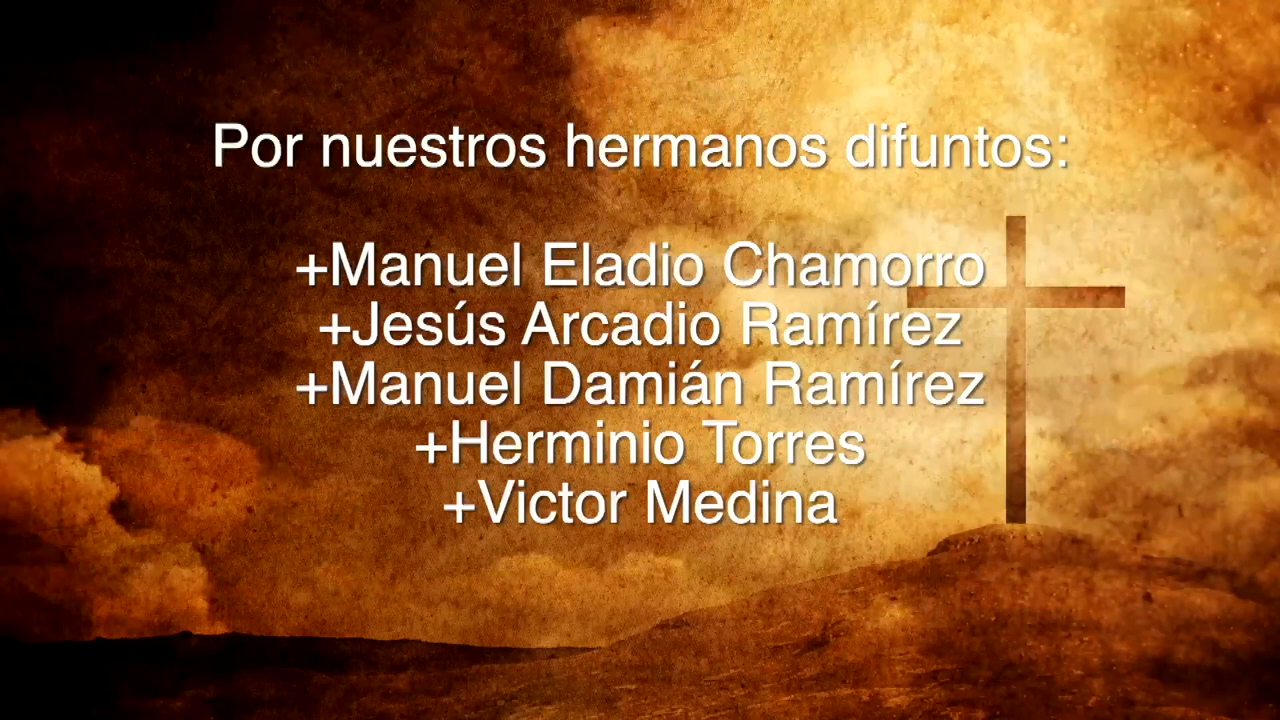 Por nuestros hermanos difuntos:
+Manuel Eladio Chamorro
+Jesús Arcadio Ramírez
+Manuel Damián Ramírez
+Herminio Torres
+Victor Medina